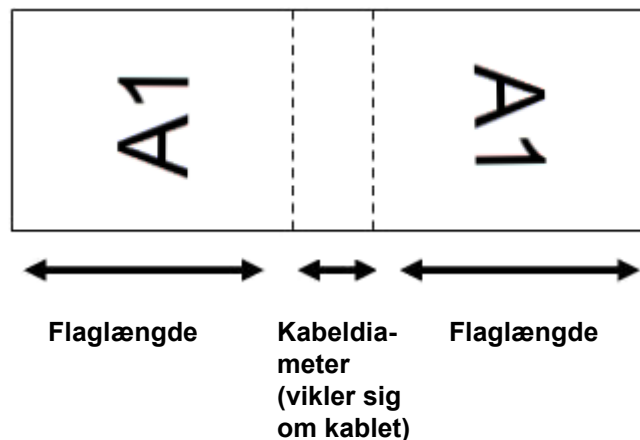 A1
A1
Flaglængde
Kabeldia-
meter
(vikler sig
om kablet)
Flaglængde